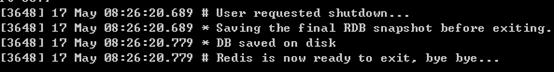 [3648] 17 May 08:26:20.689 # User requested shutdown...
[3648] 17 May 08:26:20.689 * Saving the final RDB snapshot before exiting.
[3648] 17 May 08:26:20.779 * DB saved on disk
[3648] 17 May 08:26:20.779 # Redis is now ready to exit, bye bye...